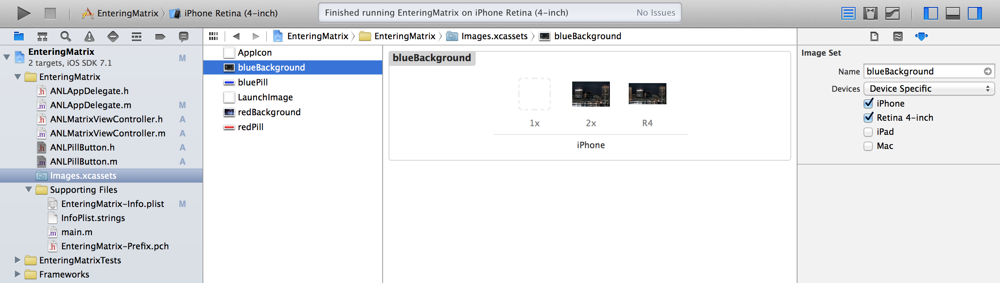 EnteringMatrix
iPhone Retina (4-inch)
Finished running EnteringMatrix on iPhone Retina (4-inch)
No Issues
EnteringMatrix
2 targets, iOS SDK 7.1
M
EnteringMatrix
ANLAppDelegate.h
ANLAppDelegate.m
M
ANLMatrixViewController.h
A
ANLMatrixViewController.m
A
ANLPillButton.h
A
ANLPillButton.m
A
Images.xcassets
Supporting Files
EnteringMatrix-Info.plist
M
InfoPlist.strings
main.m
EnteringMatrix-Prefix.pch
EnteringMatrixTests
Frameworks
EnteringMatrix
EnteringMatrix
Images.xcassets
blueBackground
AppIcon
blueBackground
bluePill
LaunchImage
redBackground
redPill
blueBackground
1x
2x
R4
iPhone
Image Set
Name
blueBackground
Devices
Device Specific
iPhone
Retina 4-inch
iPad
Mac